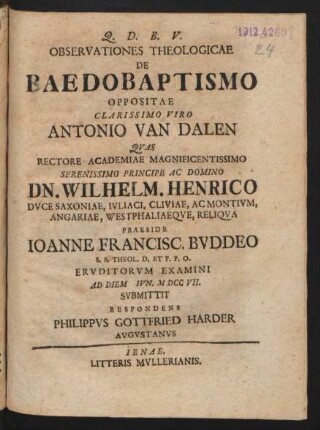 Q. D. B. V.
1912.4260
24
OBSERVATIONES THEOLOGICAE
DE
BAEDOBAPTISMO
OPPOSITAE
CLARISSIMO VIRO
ANTONIO VAN DALEN
QVAS
RECTORE ACADEMIAE MAGNIFICENTISSIMO
SERENISSIMO PRINCIPE AC DOMINO
DN. WILHELM. HENRICO
DVCE SAXONIAE, IVLIACI, CLIVIAE, AC MONTIVM,
ANGARIAE, WESTPHALIAEQVE, RELIQVA
PRAESIDE
IOANNE FRANCISC. BVDDEO
S. S. THEOL. D. ET P. P. O.
ERVDITORVM EXAMINI
AD DIEM IVN. M DCC VII.
SVBMITTIT
RESPONDENS
PHILIPPVS GOTTFRIED HARDER
AVGVSTANVS
IENAE,
LITTERIS MVLLERIANIS.